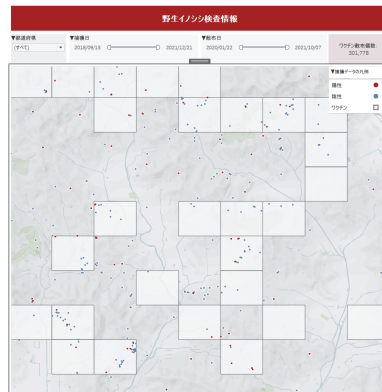 野生イノシシ検査情報
▼都道府県
(すべて)
▼捕獲日
2018/09/13
2021/12/21
▼散布日
2020/01/22
2021/10/07
ワクチン散布個数:
301,778
▼捕獲データの凡例
陽性
陰性
ワクチン